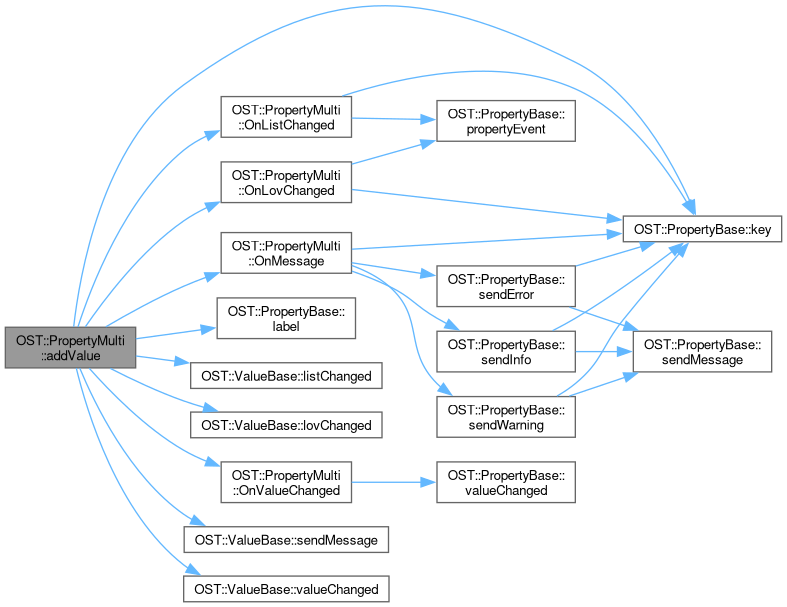 OST::PropertyMulti
::addValue
OST::PropertyMulti
::OnListChanged
OST::PropertyMulti
::OnLovChanged
OST::PropertyMulti
::OnMessage
OST::PropertyBase::
label
OST::ValueBase::listChanged
OST::ValueBase::lovChanged
OST::PropertyMulti
::OnValueChanged
OST::ValueBase::sendMessage
OST::ValueBase::valueChanged
OST::PropertyBase::
propertyEvent
OST::PropertyBase::
sendError
OST::PropertyBase::
sendInfo
OST::PropertyBase::
sendWarning
OST::PropertyBase::
valueChanged
OST::PropertyBase::key
OST::PropertyBase::
sendMessage